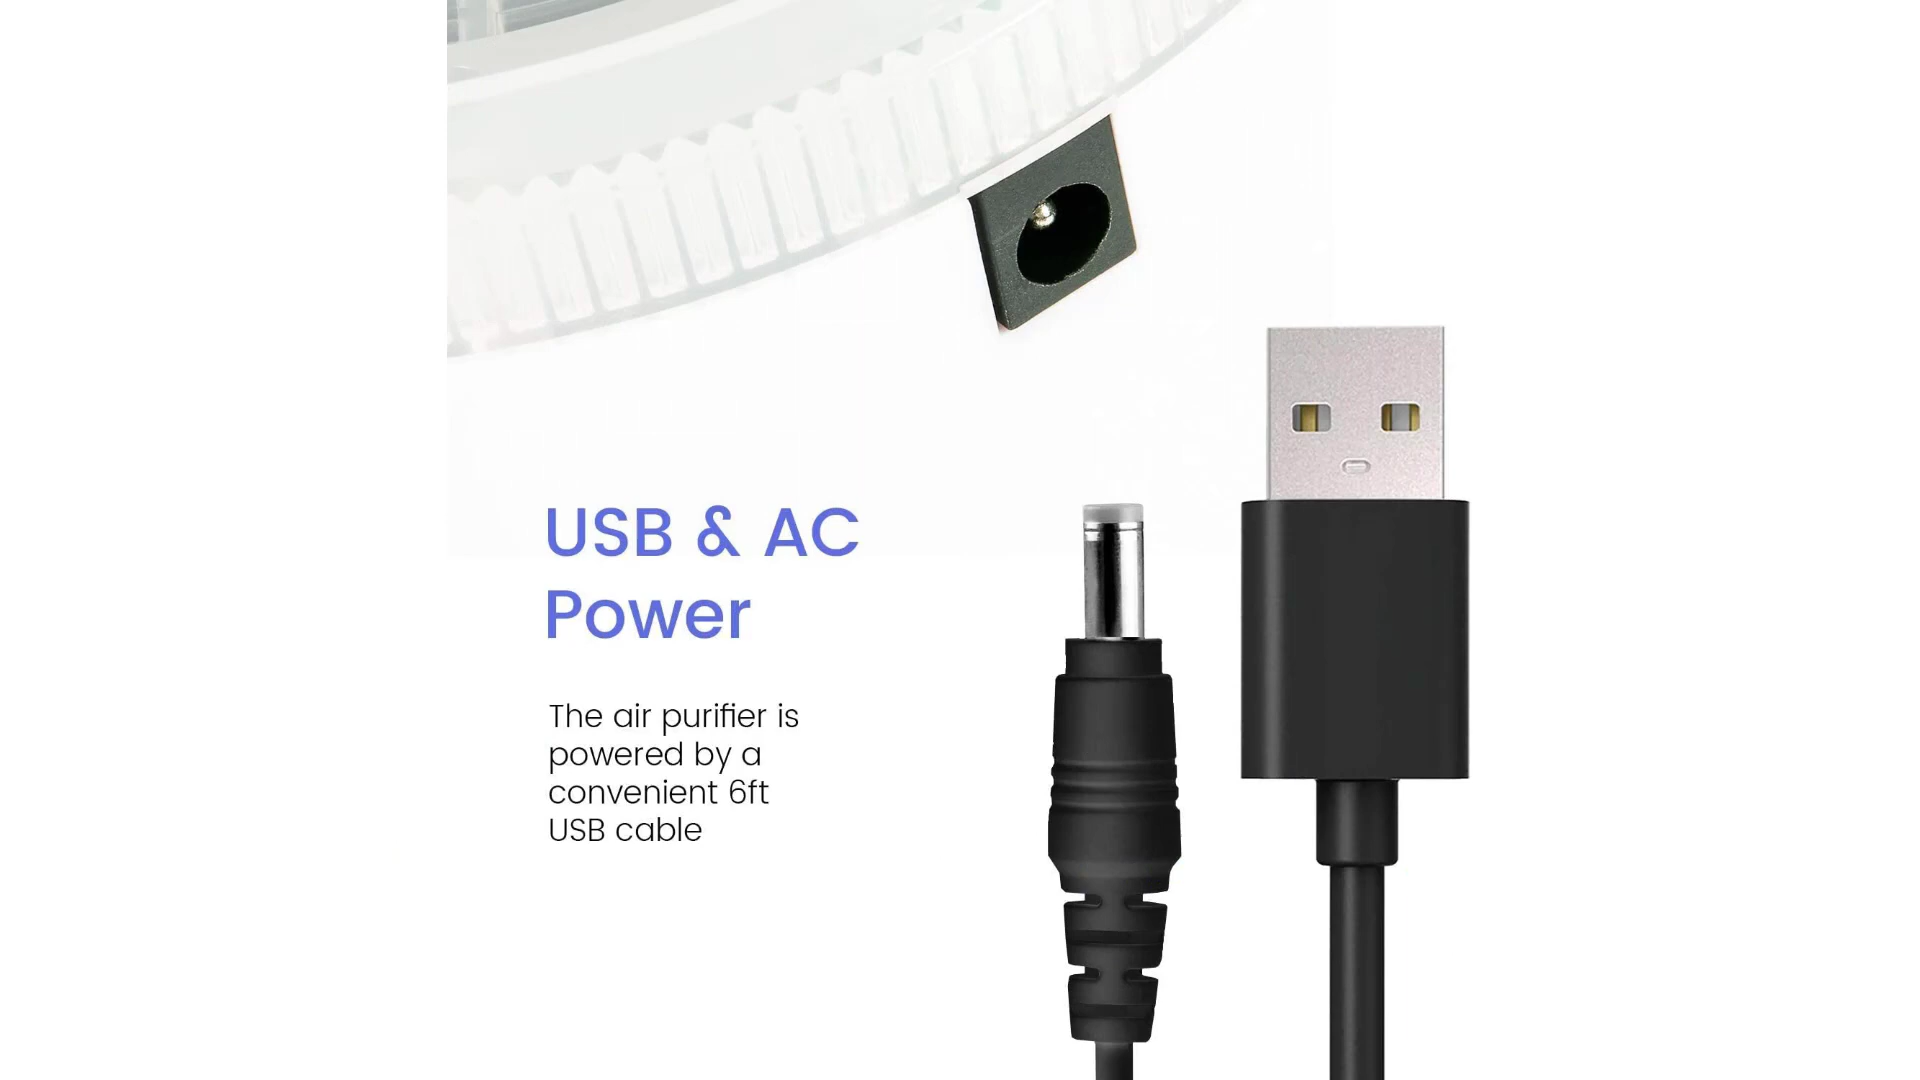 USB & AC
Power
The air purifier is
powered by a
convenient 6ft
USB cable